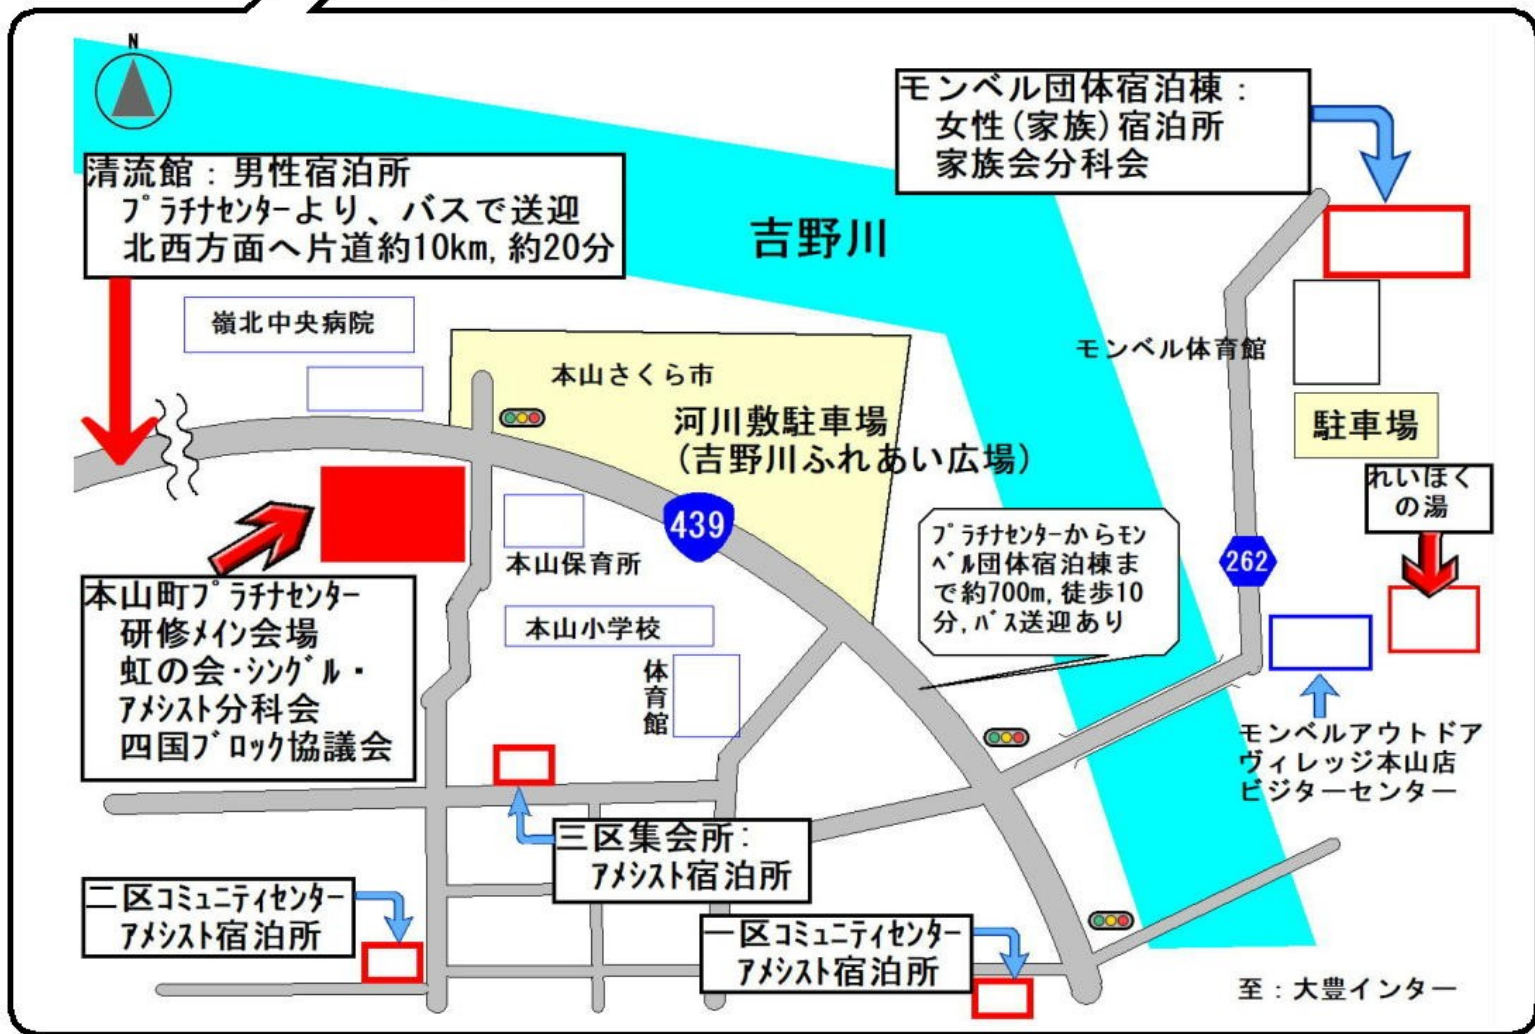 N
モンベル団体宿泊棟：
女性(家族)宿泊所
家族会分科会
清流館：男性宿泊所
ﾌﾟﾗﾁﾅｾﾝﾀｰより、バスで送迎
北西方面へ片道約10km, 約20分
吉野川
嶺北中央病院
モンベル体育館
本山さくら市
河川敷駐車場
(吉野川ふれあい広場)
駐車場
れいほく
の湯
439
262
ﾌﾟﾗﾁﾅｾﾝﾀｰからモン
ﾍﾞﾙ団体宿泊棟ま
で約700m, 徒歩10
分, ﾊﾞｽ送迎あり
本山保育所
本山町ﾌﾟﾗﾁﾅｾﾝﾀｰ
研修ﾒｲﾝ会場
虹の会・ｼﾝｸﾞﾙ・
ｱﾒｼｽﾄ分科会
四国ﾌﾞﾛｯｸ協議会
本山小学校
体育館
モンベルアウトドア
ヴィレッジ本山店
ビジターセンター
三区集会所:
ｱﾒｼｽﾄ宿泊所
二区ｺﾐｭﾆﾃｨｾﾝﾀｰ
ｱﾒｼｽﾄ宿泊所
一区ｺﾐｭﾆﾃｨｾﾝﾀｰ
ｱﾒｼｽﾄ宿泊所
至：大豊インター